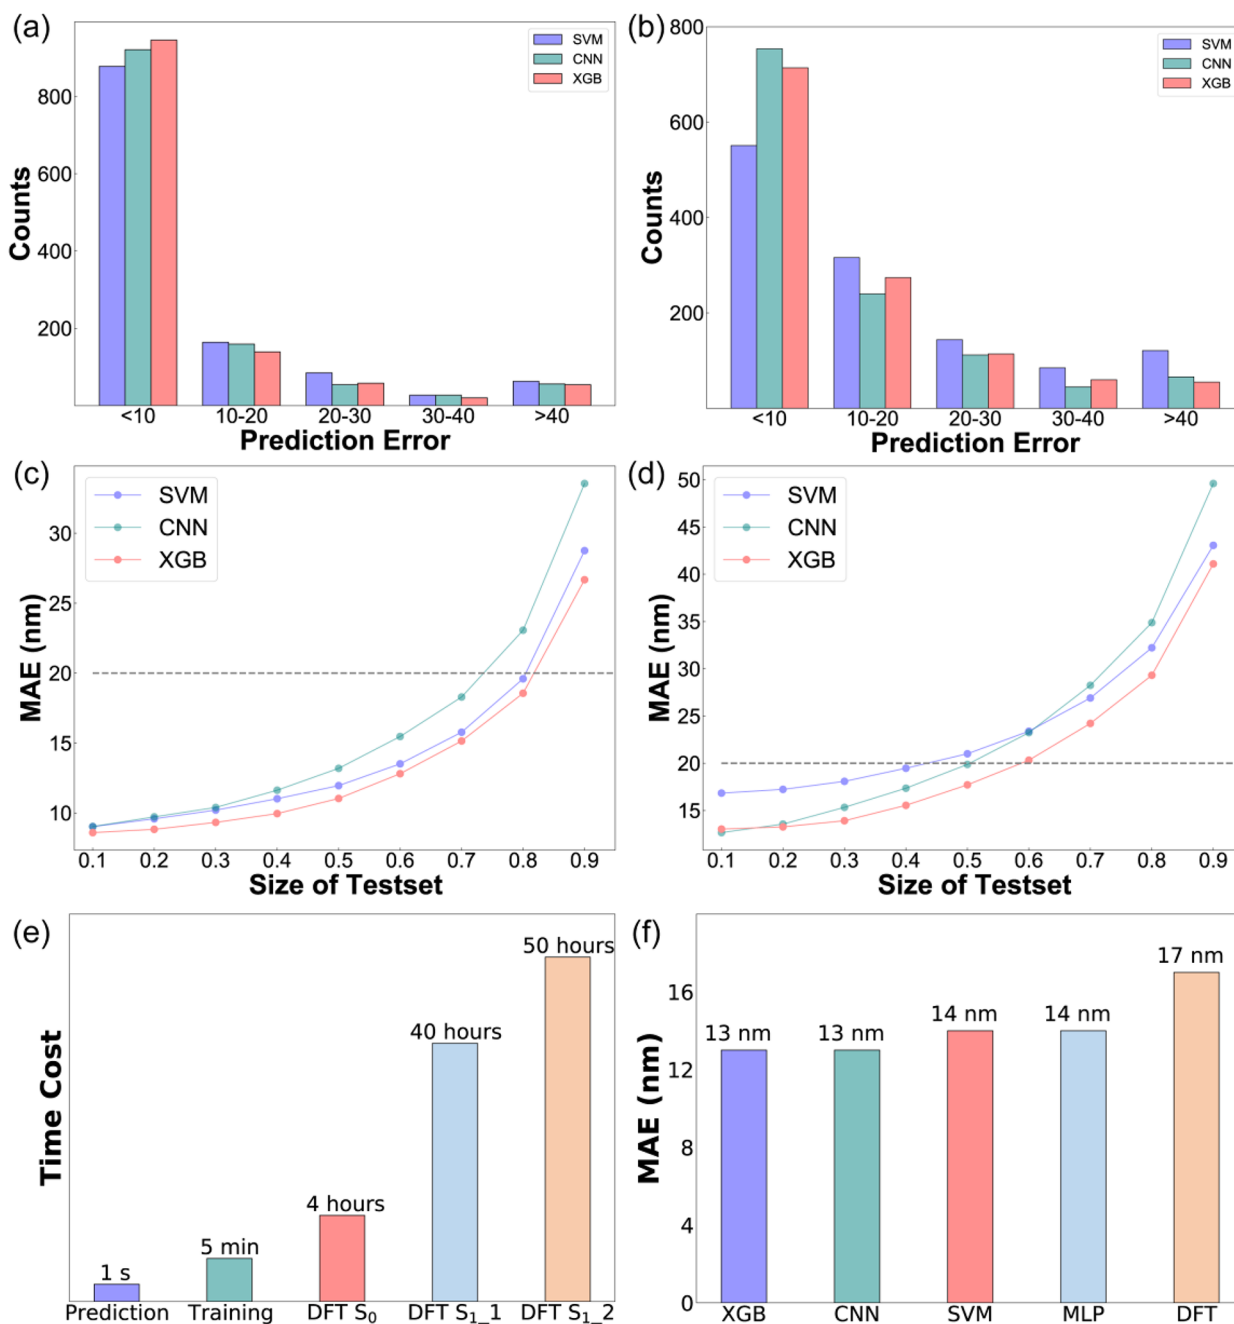 (a)
SVM
CNN
XGB
800
600
400
200
Counts
<10 10-20 20-30 30-40 >40
Prediction Error
(b)
SVM
CNN
XGB
800
600
400
200
Counts
<10 10-20 20-30 30-40 >40
Prediction Error
(c)
SVM
CNN
XGB
30
25
20
15
10
MAE (nm)
0.1 0.2 0.3 0.4 0.5 0.6 0.7 0.8 0.9
Size of Testset
(d)
SVM
CNN
XGB
50
45
40
35
30
25
20
15
MAE (nm)
0.1 0.2 0.3 0.4 0.5 0.6 0.7 0.8 0.9
Size of Testset
(e)
Time Cost
1 s
5 min
4 hours
40 hours
50 hours
Prediction Training DFT S₀ DFT S₁_1 DFT S₁_2
(f)
MAE (nm)
16
12
8
4
0
13 nm
13 nm
14 nm
14 nm
17 nm
XGB CNN SVM MLP DFT